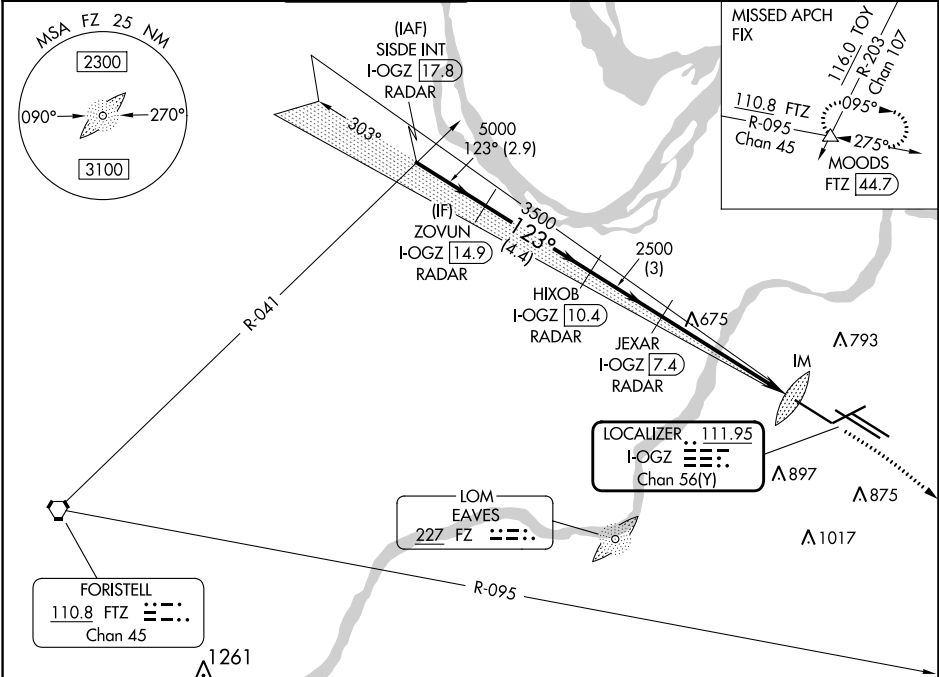 MSA FZ 25 NM
2300
090°
270°
3100
(IAF)
SISDE INT
I-OGZ 17.8
RADAR
303°
5000
123° (2.9)
(IF)
ZOVUN
I-OGZ 14.9
RADAR
3500
123°
(4.4)
2500
(3)
HIXOB
I-OGZ 10.4
RADAR
JEXAR
I-OGZ 7.4
RADAR
675
793
IM
R-041
LOCALIZER 111.95
I-OGZ
Chan 56(Y)
897
875
1017
LOM
EAVES
227 FZ
R-095
FORISTELL
110.8 FTZ
Chan 45
1261
MISSED APCH
FIX
116.0 TOY
R-203
Chan 107
110.8 FTZ
R-095
Chan 45
095°
275°
MOODS
FTZ 44.7